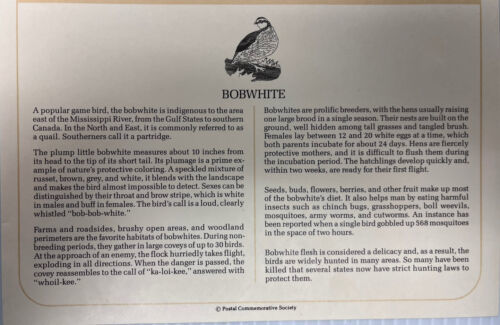 BOBWHITE
A popular game bird, the bobwhite is indigenous to the area
east of the Mississippi River, from the Gulf States to southern
Canada. In the North and East, it is commonly referred to as
a quail. Southerners call it a partridge.
The plump little bobwhite measures about 10 inches from
its head to the tip of its short tail. Its plumage is a prime ex-
ample of nature's protective coloring. A speckled mixture of
russet, brown, grey, and white, it blends with the landscape
and makes the bird almost impossible to detect. Sexes can be
distinguished by their throat and brow stripe, which is white
in males and buff in females. The bird's call is a loud, clearly
whistled "bob-bob-white."
Farms and roadsides, brushy open areas, and woodland
perimeters are the favorite habitats of bobwhites. During non-
breeding periods, they gather in large coveys of up to 30 birds.
At the approach of an enemy, the flock hurriedly takes flight,
exploding in all directions. When the danger is passed, the
covey reassembles to the call of "ka-loi-kee," answered with
"whoil-kee."
Bobwhites are prolific breeders, with the hens usually raising
one large brood in a single season. Their nests are built on the
ground, well hidden among tall grasses and tangled brush.
Females lay between 12 and 20 white eggs at a time, which
both parents incubate for about 24 days. Hens are fiercely
protective mothers, and it is difficult to flush them during
the incubation period. The hatchlings develop quickly and,
within two weeks, are ready for their first flight.
Seeds, buds, flowers, berries, and other fruit make up most
of the bobwhite's diet. It also helps man by eating harmful
insects such as chinch bugs, grasshoppers, boll weevils,
mosquitoes, army worms, and cutworms. An instance has
been reported when a single bird gobbled up 568 mosquitoes
in the space of two hours.
Bobwhite flesh is considered a delicacy and, as a result, the
birds are widely hunted in many areas. So many have been
killed that several states now have strict hunting laws to
protect them.
© Postal Commemorative Society